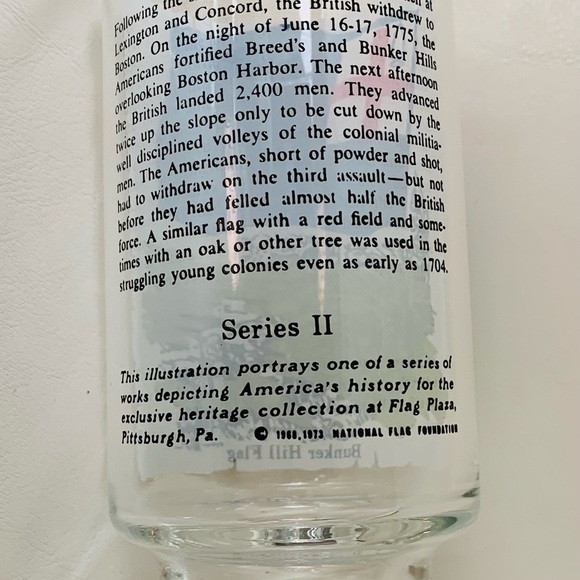 Following the
Lexington and Concord, the British withdrew to
Boston. On the night of June 16-17, 1775, the
Americans fortified Breed's and Bunker Hills
overlooking Boston Harbor. The next afternoon
the British landed 2,400 men. They advanced
twice up the slope only to be cut down by the
well disciplined volleys of the colonial militia-
men. The Americans, short of powder and shot,
had to withdraw on the third assault—but not
before they had felled almost half the British
force. A similar flag with a red field and some-
times with an oak or other tree was used in the
struggling young colonies even as early as 1704.
Series II
This illustration portrays one of a series of
works depicting America's history for the
exclusive heritage collection at Flag Plaza,
Pittsburgh, Pa. © 1968, 1973 NATIONAL FLAG FOUNDATION
Bunker Hill Flag